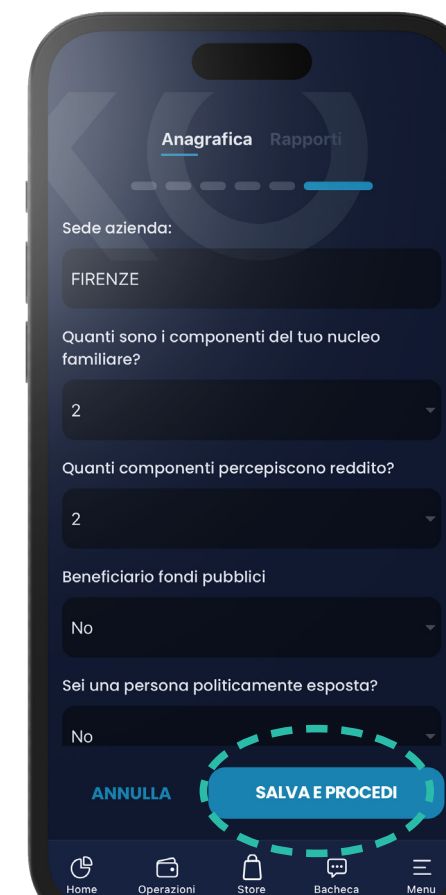 Anagrafica Rapporti
Sede azienda:
FIRENZE
Quanti sono i componenti del tuo nucleo
familiare?
2
Quanti componenti percepiscono reddito?
2
Beneficiario fondi pubblici
No
Sei una persona politicamente esposta?
No
ANNULLA SALVA E PROCEDI
Home Operazioni Store Bacheca Menu